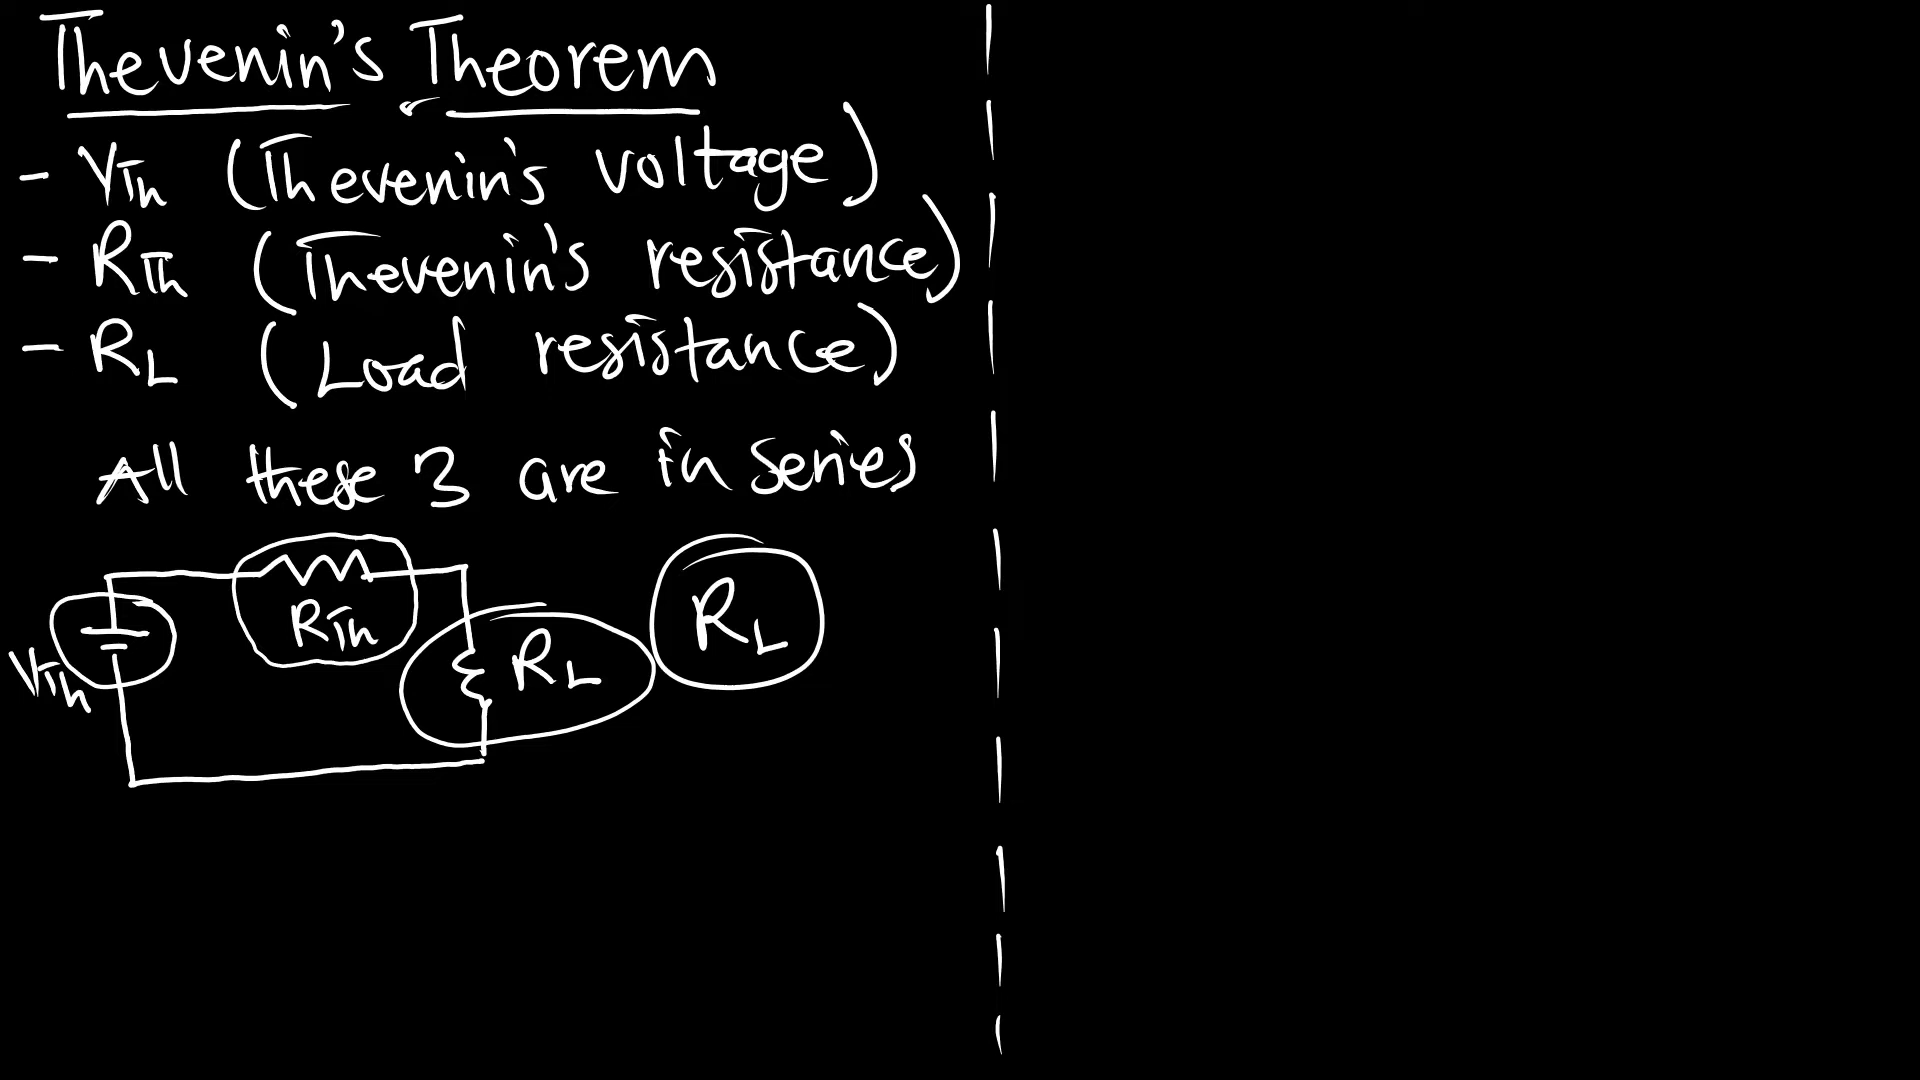 Thevenin's Theorem
- VTh (Thevenin's voltage)
- RTh (Thevenin's resistance)
- RL (Load resistance)
All these 3 are in series
RTh
RL
RL
VTh